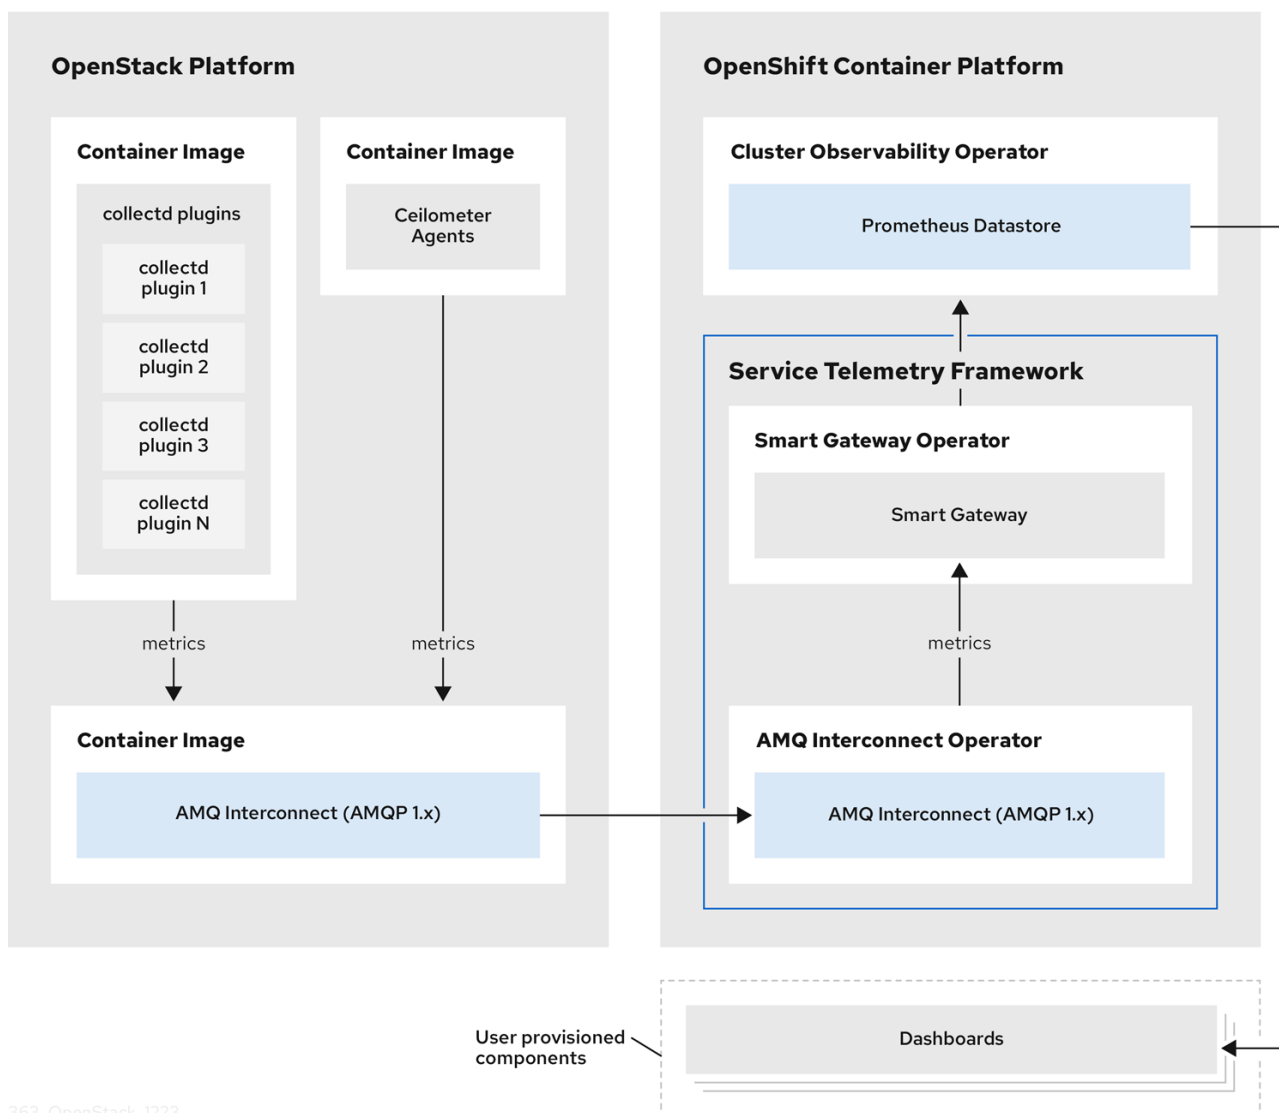 OpenStack Platform
Container Image
collectd plugins
collectd
plugin 1
collectd
plugin 2
collectd
plugin 3
collectd
plugin N
metrics
Container Image
Ceilometer
Agents
metrics
Container Image
AMQ Interconnect (AMQP 1.x)
OpenShift Container Platform
Cluster Observability Operator
Prometheus Datastore
Service Telemetry Framework
Smart Gateway Operator
Smart Gateway
metrics
AMQ Interconnect Operator
AMQ Interconnect (AMQP 1.x)
User provisioned
components
Dashboards
363_OpenStack_1223